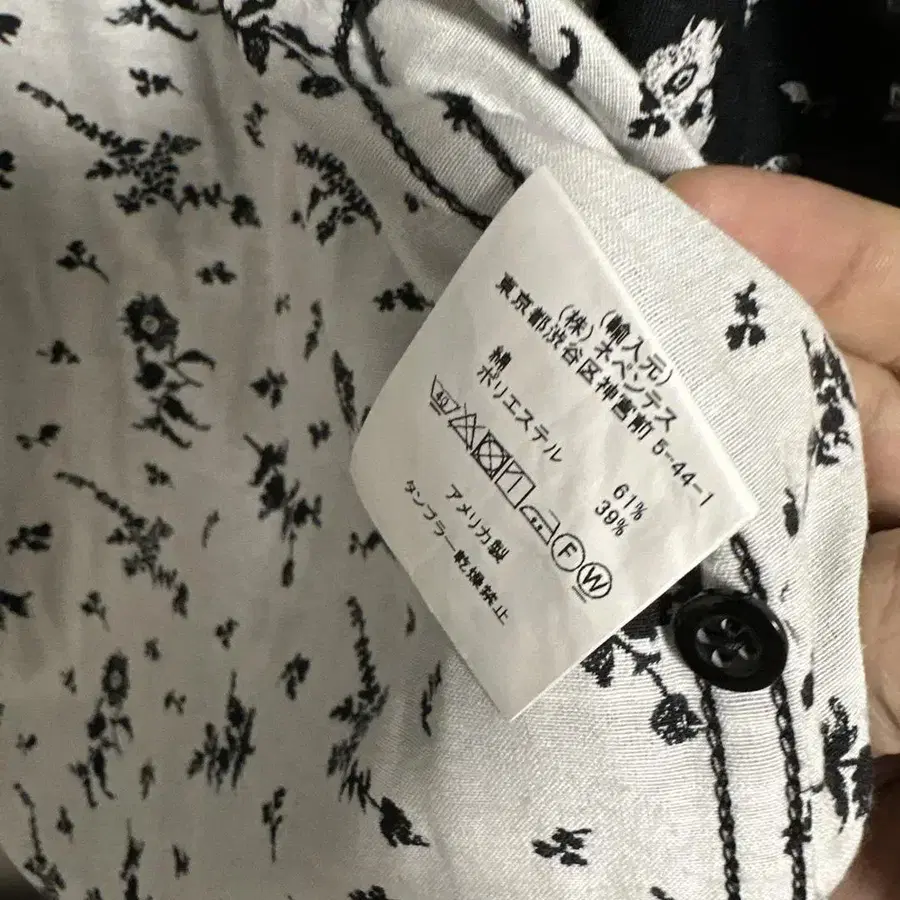 (輸入元)
(株)ネペンテス
東京都渋谷区神宮前 5-44-1
綿 61%
ポリエステル 39%
40 F W
アメリカ製
タンブラー乾燥禁止